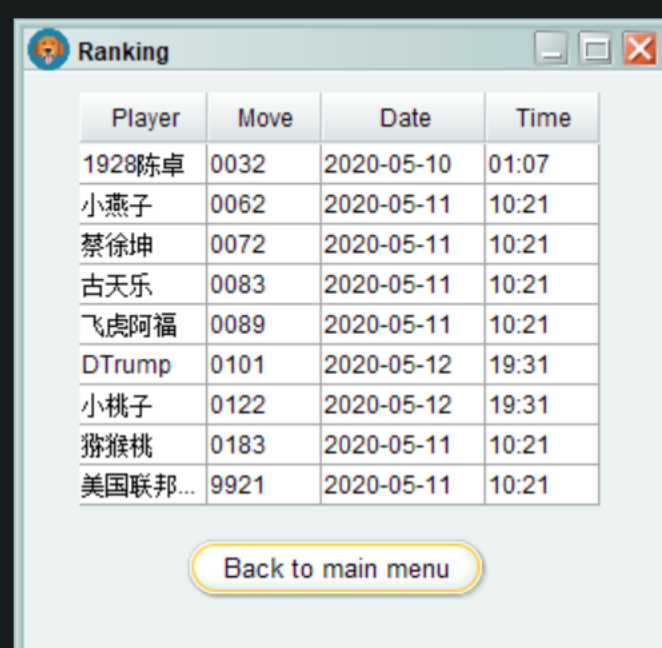 Ranking
Player Move Date Time
1928陈卓 0032 2020-05-10 01:07
小燕子 0062 2020-05-11 10:21
蔡徐坤 0072 2020-05-11 10:21
古天乐 0083 2020-05-11 10:21
飞虎阿福 0089 2020-05-11 10:21
DTrump 0101 2020-05-12 19:31
小桃子 0122 2020-05-12 19:31
猕猴桃 0183 2020-05-11 10:21
美国联邦... 9921 2020-05-11 10:21
Back to main menu